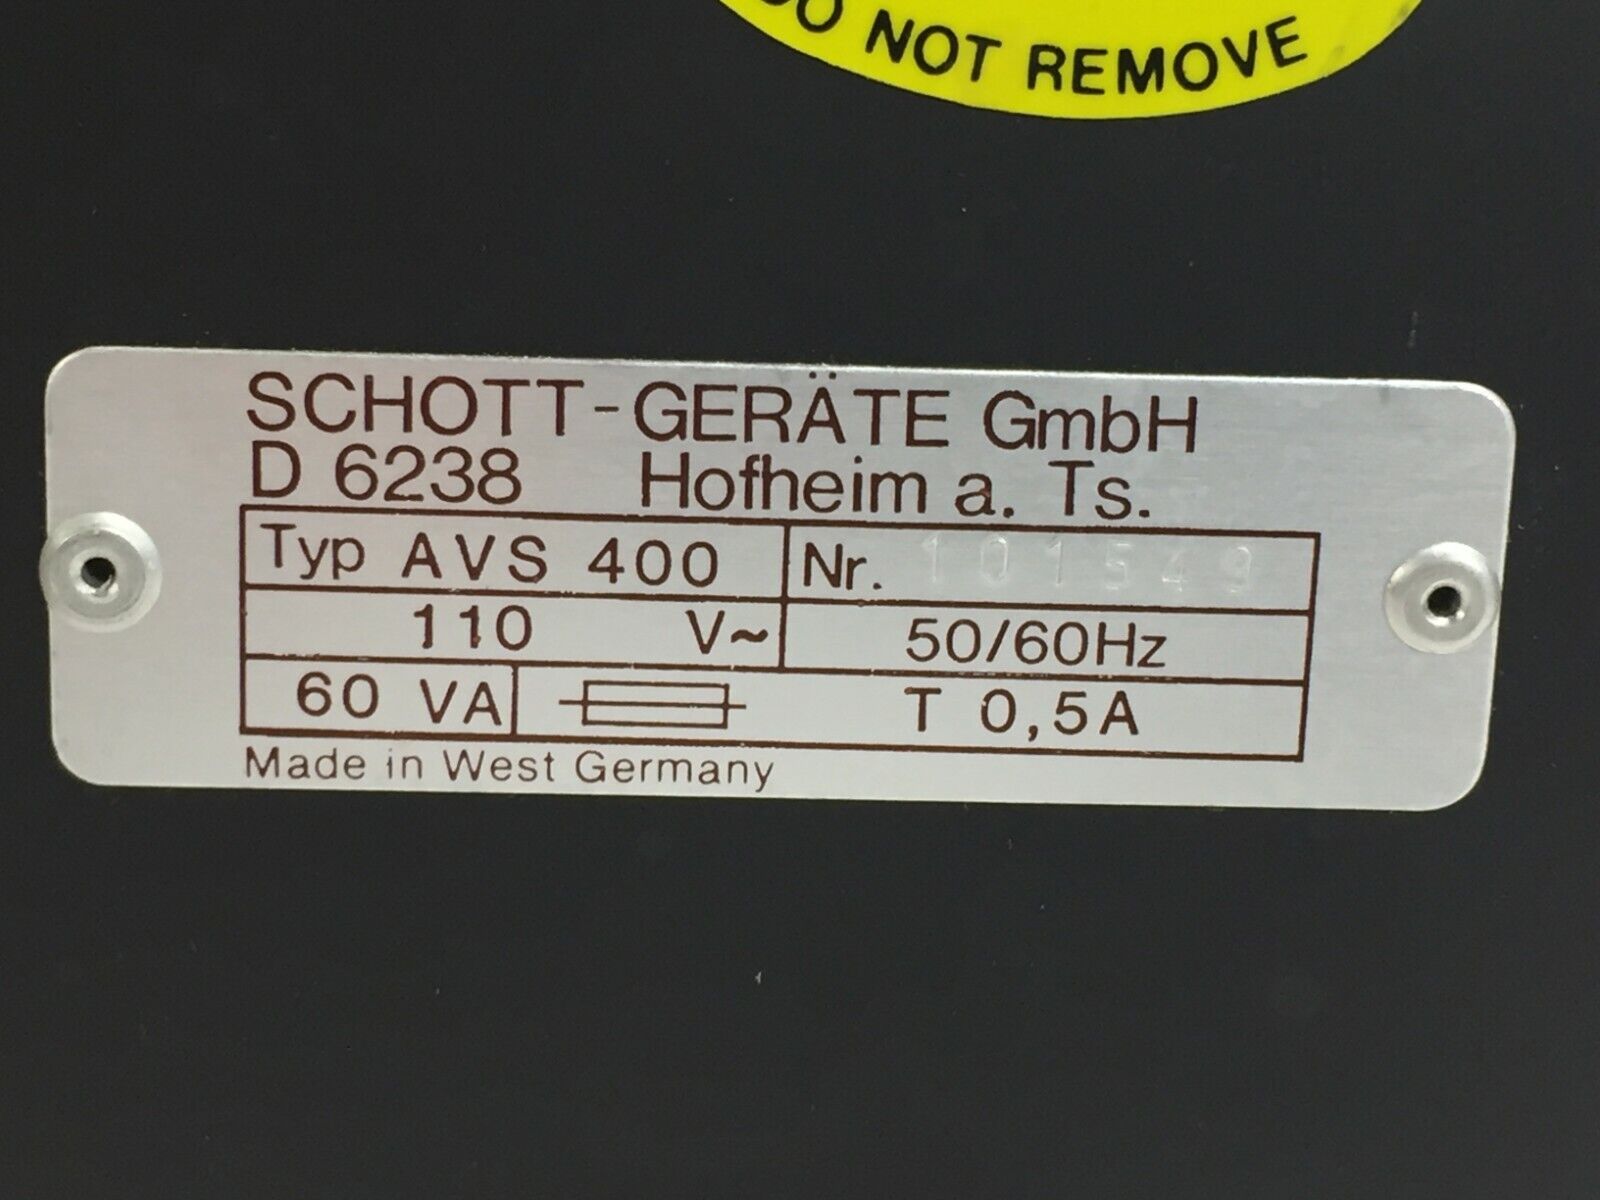 DO NOT REMOVE
SCHOTT-GERÄTE GmbH
D 6238 Hofheim a. Ts.
Typ AVS 400 Nr. 101549
110 V~ 50/60Hz
60 VA T 0,5A
Made in West Germany